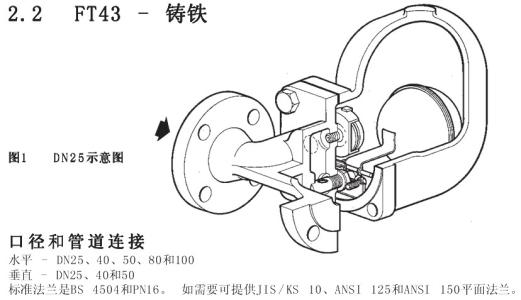 2.2 FT43 - 铸铁
图1 DN25示意图
口径和管道连接
水平 - DN25、40、50、80和100
垂直 - DN25、40和50
标准法兰是BS 4504和PN16。 如需要可提供JIS/KS 10、ANSI 125和ANSI 150平面法兰。